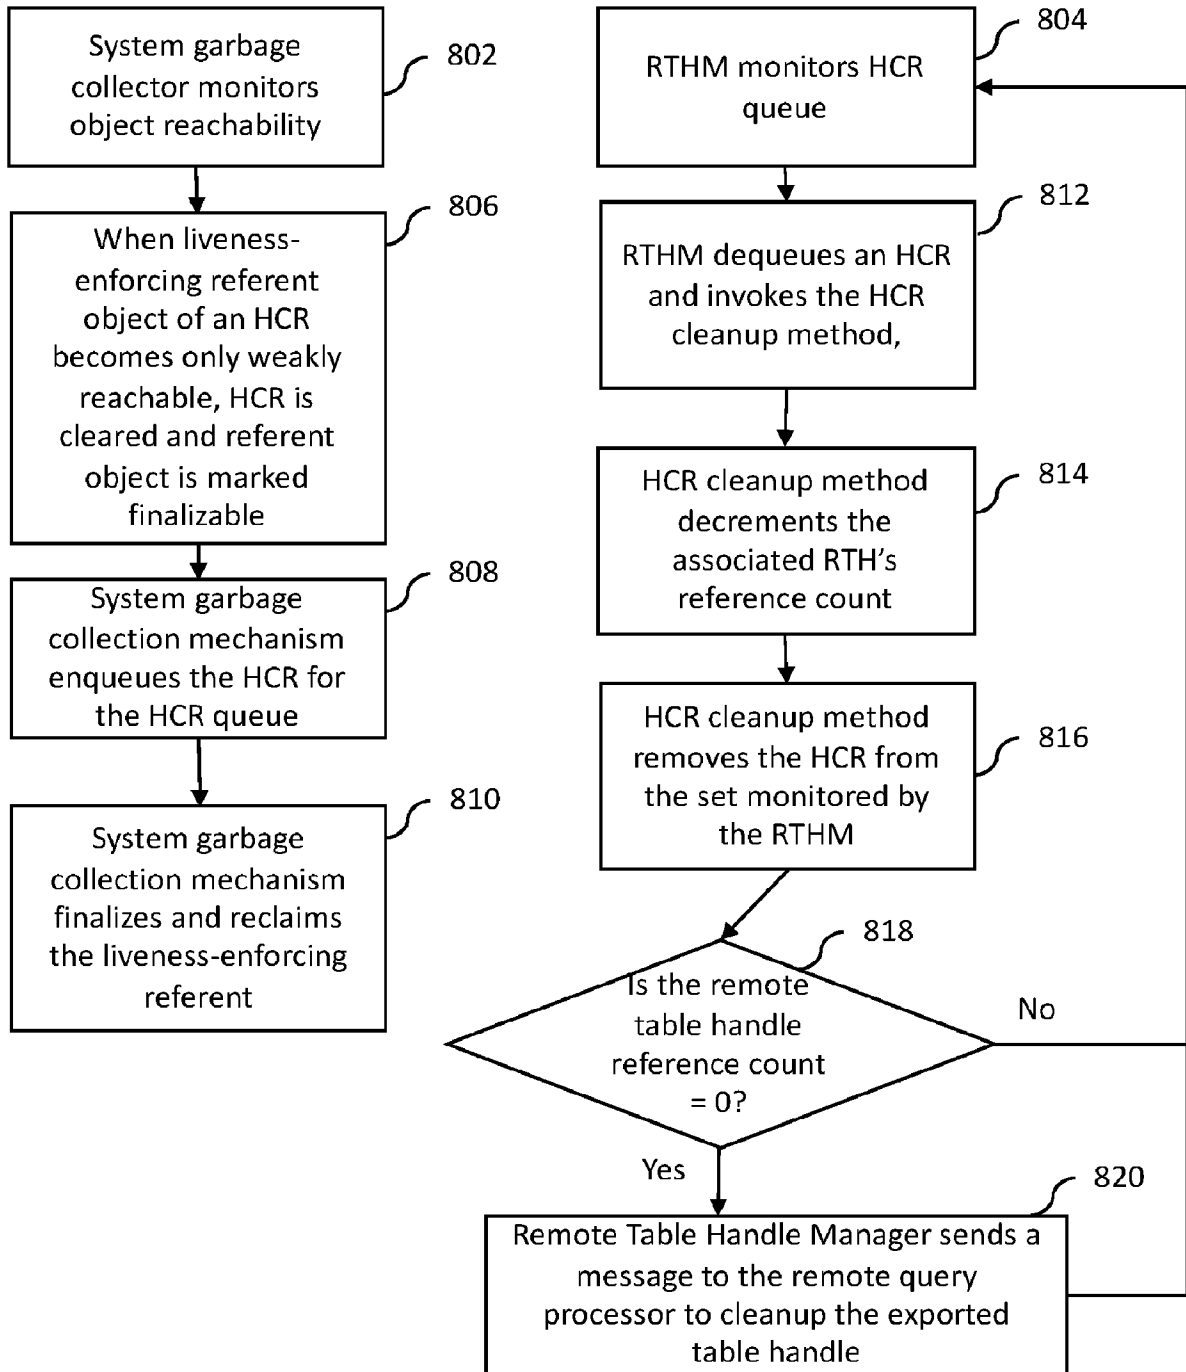 System garbage
collector monitors
object reachability
802
When liveness-
enforcing referent
object of an HCR
becomes only weakly
reachable, HCR is
cleared and referent
object is marked
finalizable
806
System garbage
collection mechanism
enqueues the HCR for
the HCR queue
808
System garbage
collection mechanism
finalizes and reclaims
the liveness-enforcing
referent
810
RTHM monitors HCR
queue
804
RTHM dequeues an HCR
and invokes the HCR
cleanup method,
812
HCR cleanup method
decrements the
associated RTH’s
reference count
814
HCR cleanup method
removes the HCR from
the set monitored by
the RTHM
816
Is the remote
table handle
reference count
= 0?
818
No
Yes
Remote Table Handle Manager sends a
message to the remote query
processor to cleanup the exported
table handle
820